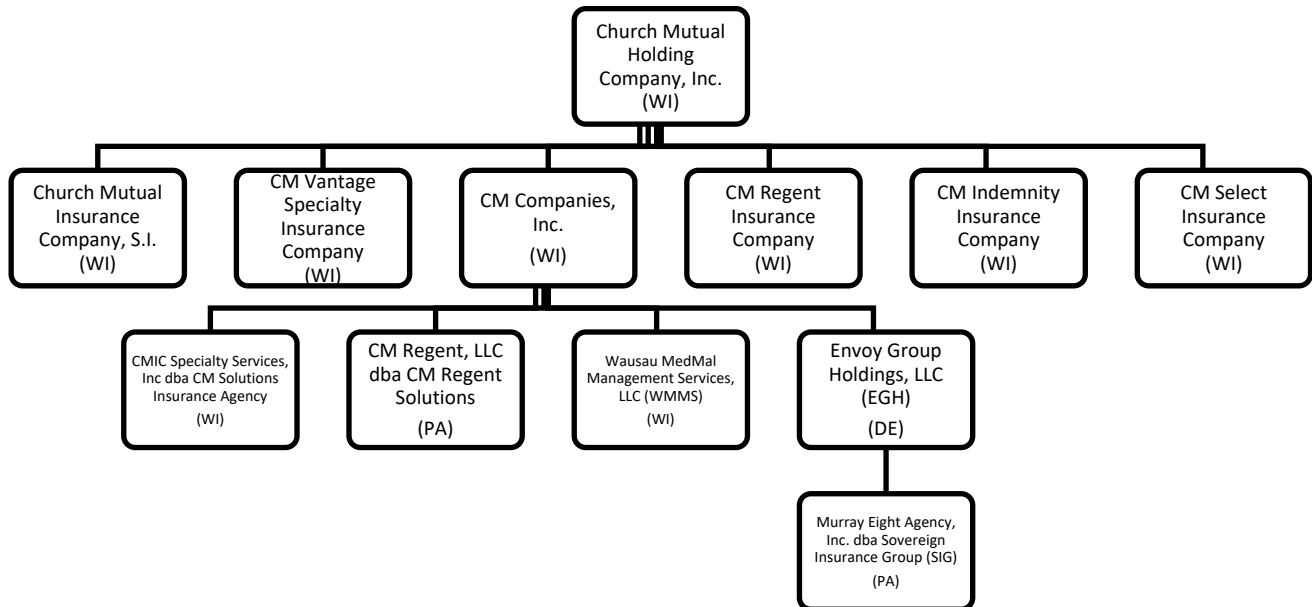 Church Mutual
Holding
Company, Inc.
(WI)
Church Mutual
Insurance
Company, S.I.
(WI)
CM Vantage
Specialty
Insurance
Company
(WI)
CM Companies,
Inc.
(WI)
CM Regent
Insurance
Company
(WI)
CM Indemnity
Insurance
Company
(WI)
CM Select
Insurance
Company
(WI)
CMIC Specialty Services,
Inc dba CM Solutions
Insurance Agency
(WI)
CM Regent, LLC
dba CM Regent
Solutions
(PA)
Wausau MedMal
Management Services,
LLC (WMMS)
(WI)
Envoy Group
Holdings, LLC
(EGH)
(DE)
Murray Eight Agency,
Inc. dba Sovereign
Insurance Group (SIG)
(PA)